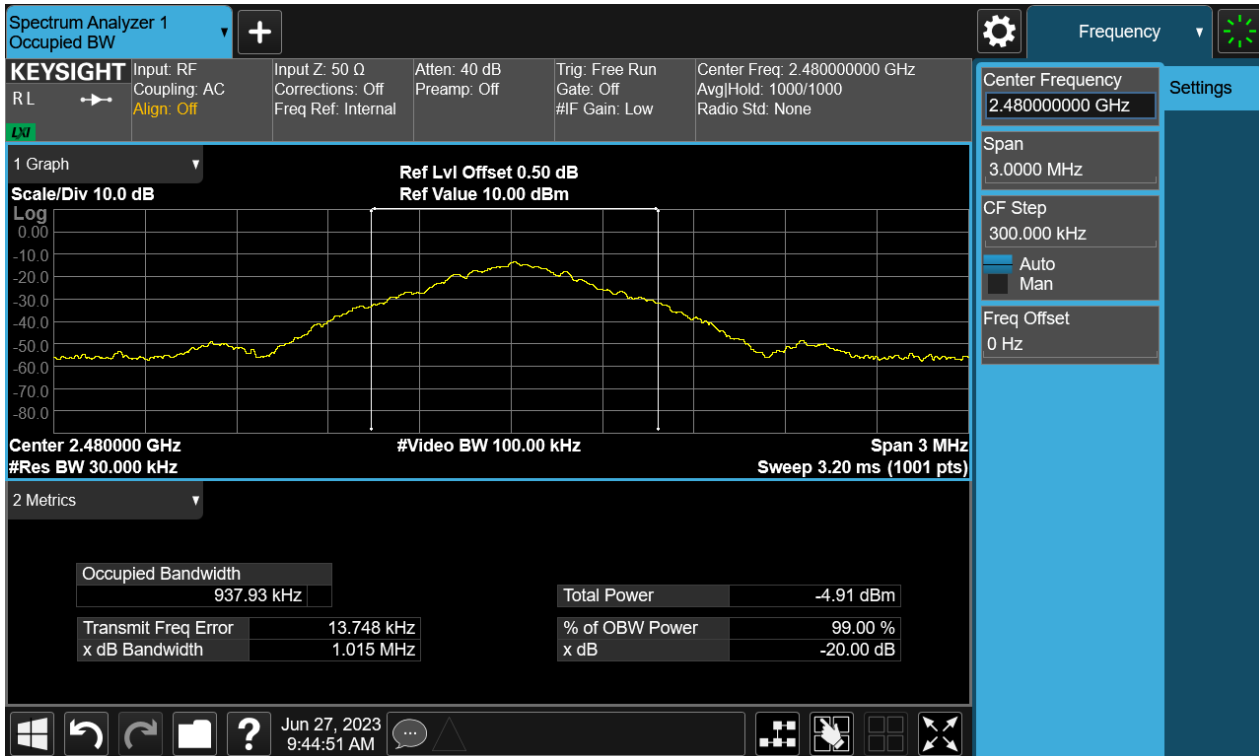 Spectrum Analyzer 1
Occupied BW
Frequency
KEYSIGHT
R L
LXI
Input: RF
Coupling: AC
Align: Off
Input Z: 50 Ω
Corrections: Off
Freq Ref: Internal
Atten: 40 dB
Preamp: Off
Trig: Free Run
Gate: Off
#IF Gain: Low
Center Freq: 2.480000000 GHz
Avg|Hold: 1000/1000
Radio Std: None
Center Frequency
2.480000000 GHz
Settings
Span
3.0000 MHz
CF Step
300.000 kHz
Auto
Man
Freq Offset
0 Hz
1 Graph
Scale/Div 10.0 dB
Ref Lvl Offset 0.50 dB
Ref Value 10.00 dBm
Log
0.00
-10.0
-20.0
-30.0
-40.0
-50.0
-60.0
-70.0
-80.0
Center 2.480000 GHz
#Video BW 100.00 kHz
Span 3 MHz
#Res BW 30.000 kHz
Sweep 3.20 ms (1001 pts)
2 Metrics
Occupied Bandwidth
937.93 kHz
Total Power -4.91 dBm
Transmit Freq Error 13.748 kHz
% of OBW Power 99.00 %
x dB Bandwidth 1.015 MHz
x dB -20.00 dB
?
Jun 27, 2023
9:44:51 AM